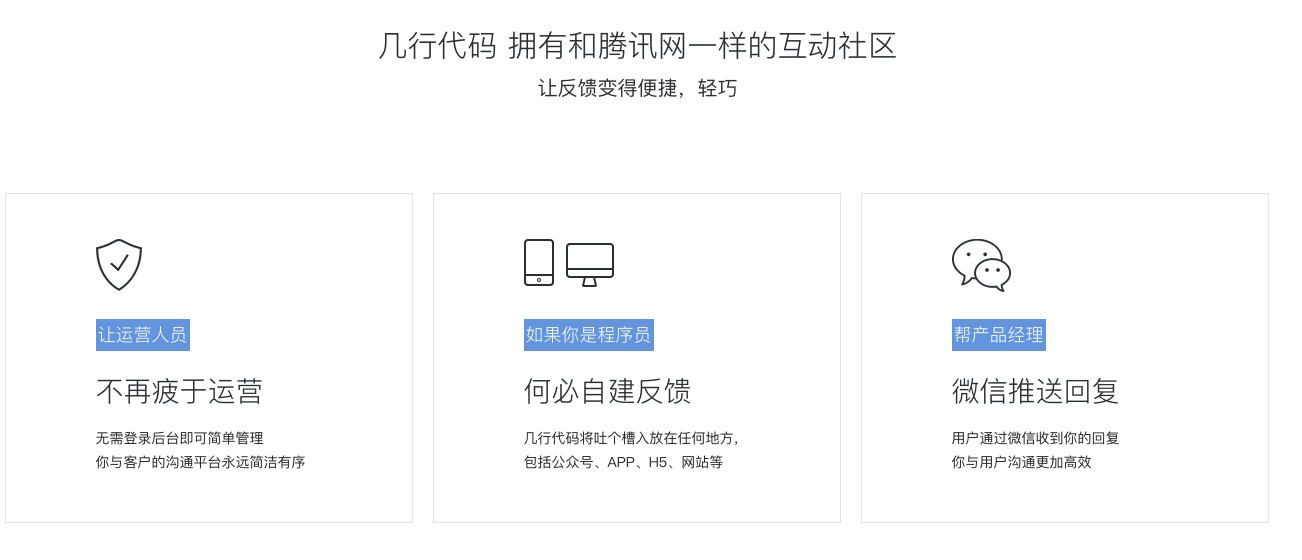 几行代码 拥有和腾讯网一样的互动社区
让反馈变得便捷，轻巧
让运营人员
不再疲于运营
无需登录后台即可简单管理
你与客户的沟通平台永远简洁有序
如果你是程序员
何必自建反馈
几行代码将吐个槽入放在任何地方，
包括公众号、APP、H5、网站等
帮产品经理
微信推送回复
用户通过微信收到你的回复
你与用户沟通更加高效